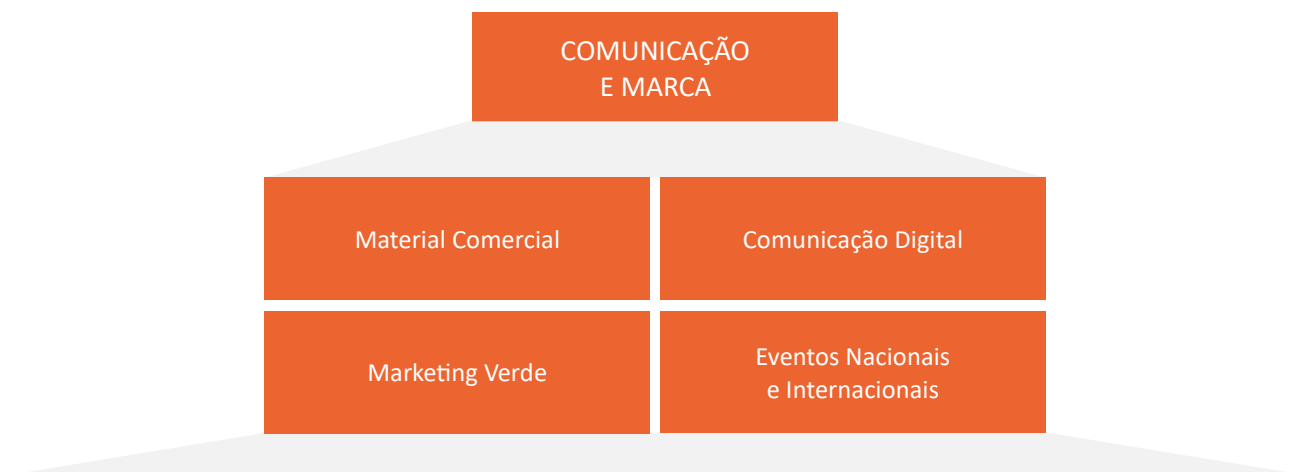 COMUNICAÇÃO
E MARCA
Material Comercial
Comunicação Digital
Marketing Verde
Eventos Nacionais
e Internacionais